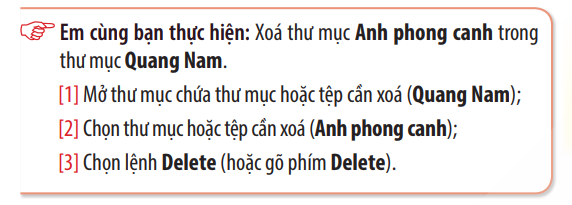 Em cùng bạn thực hiện: Xoá thư mục Anh phong canh trong
thư mục Quang Nam.
[1] Mở thư mục chứa thư mục hoặc tệp cần xoá (Quang Nam);
[2] Chọn thư mục hoặc tệp cần xoá (Anh phong canh);
[3] Chọn lệnh Delete (hoặc gõ phím Delete).